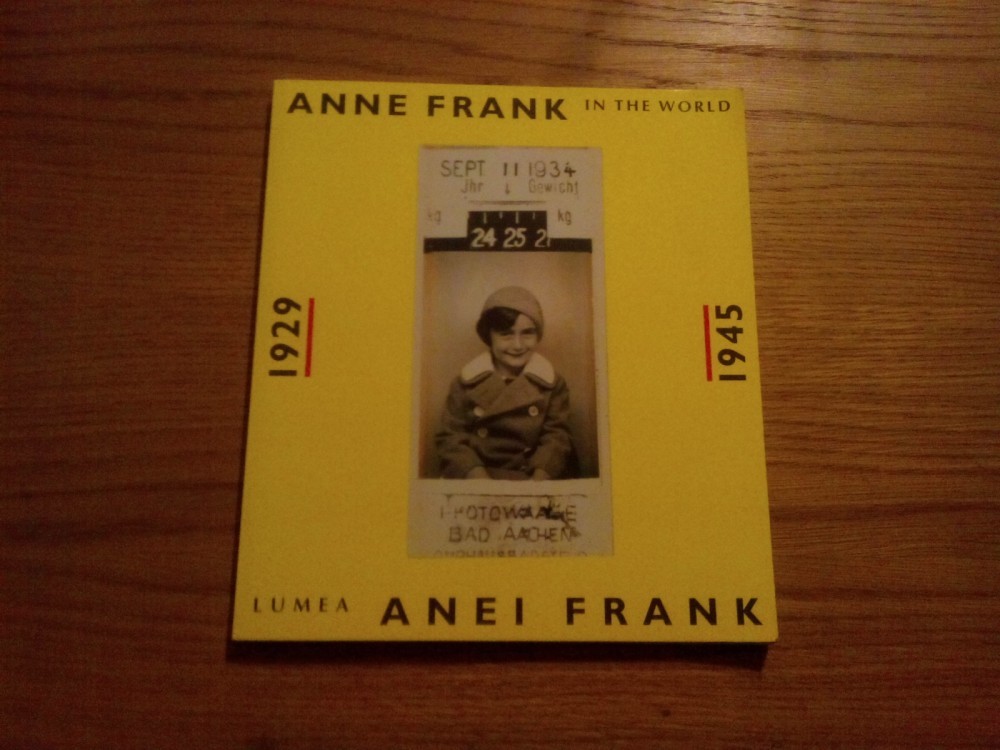 ANNE FRANK IN THE WORLD
SEPT 11 1934
Jhr ↓ Gewicht
kg kg
24 25 2
1929
1945
PHOTOWAAGE
BAD AACHEN
LUMEA ANEI FRANK